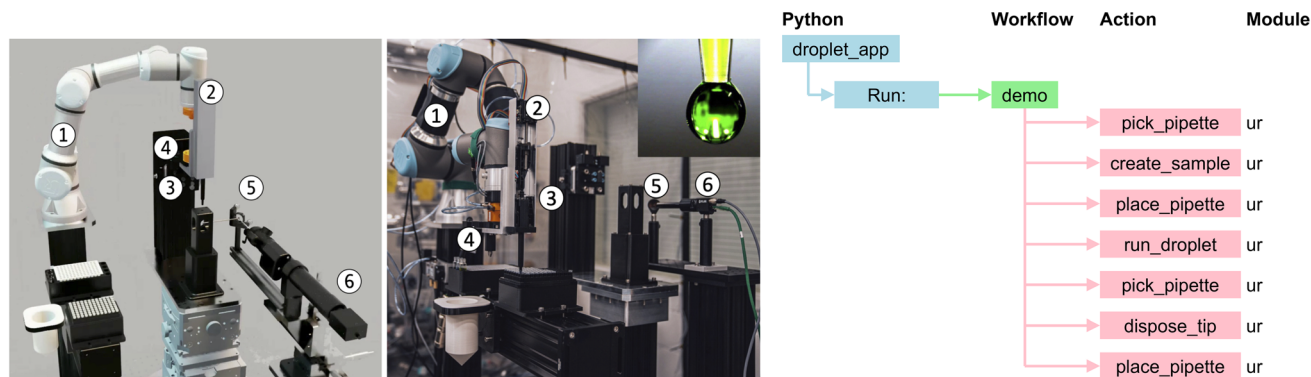 2
1
4
3
5
6
2
1
3
5
6
4
Python Workflow Action Module
droplet_app
Run: demo
pick_pipette ur
create_sample ur
place_pipette ur
run_droplet ur
pick_pipette ur
dispose_tip ur
place_pipette ur